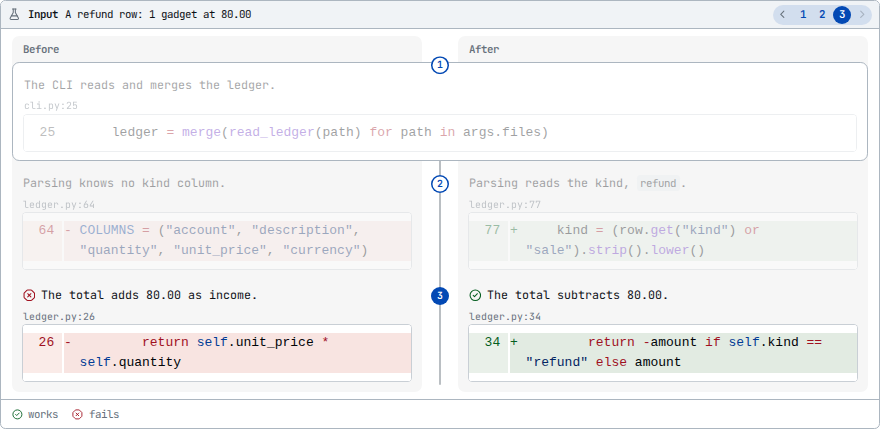 Input A refund row: 1 gadget at 80.00
1 2 3
Before
After
1
The CLI reads and merges the ledger.
cli.py:25
25 ledger = merge(read_ledger(path) for path in args.files)
Parsing knows no kind column.
ledger.py:64
64 - COLUMNS = ("account", "description",
"quantity", "unit_price", "currency")
2
Parsing reads the kind, refund.
ledger.py:77
77 + kind = (row.get("kind") or
"sale").strip().lower()
The total adds 80.00 as income.
ledger.py:26
26 - return self.unit_price *
self.quantity
3
The total subtracts 80.00.
ledger.py:34
34 + return -amount if self.kind ==
"refund" else amount
works fails